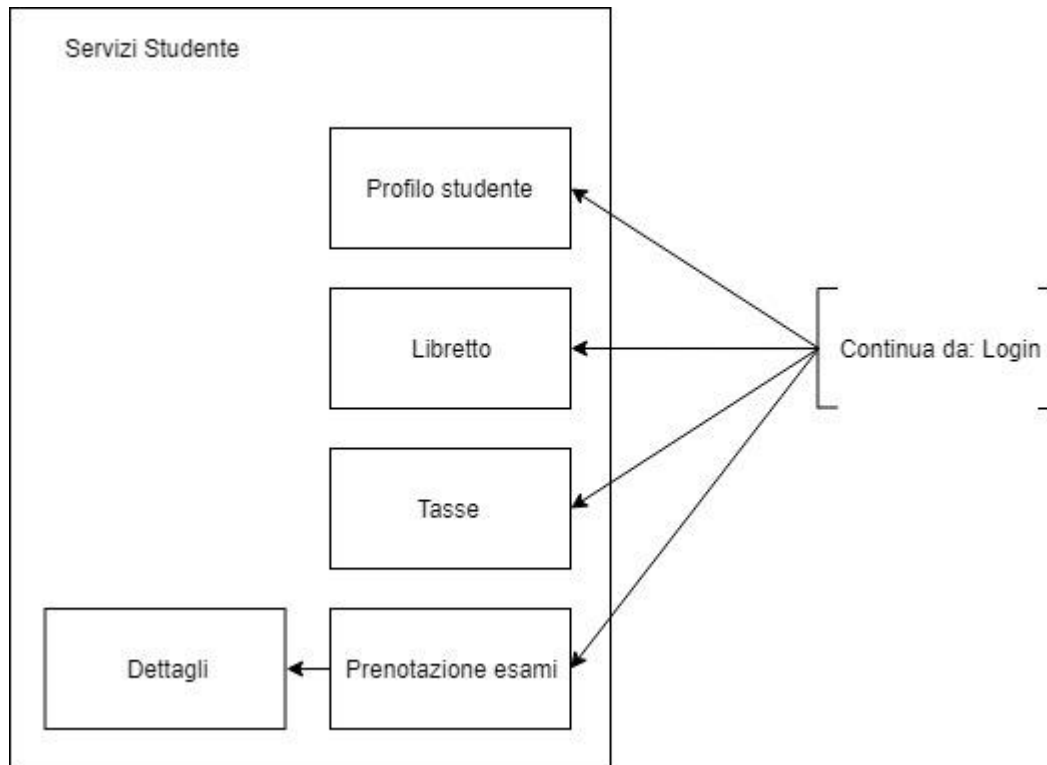 Servizi Studente
Profilo studente
Libretto
Continua da: Login
Tasse
Dettagli
Prenotazione esami